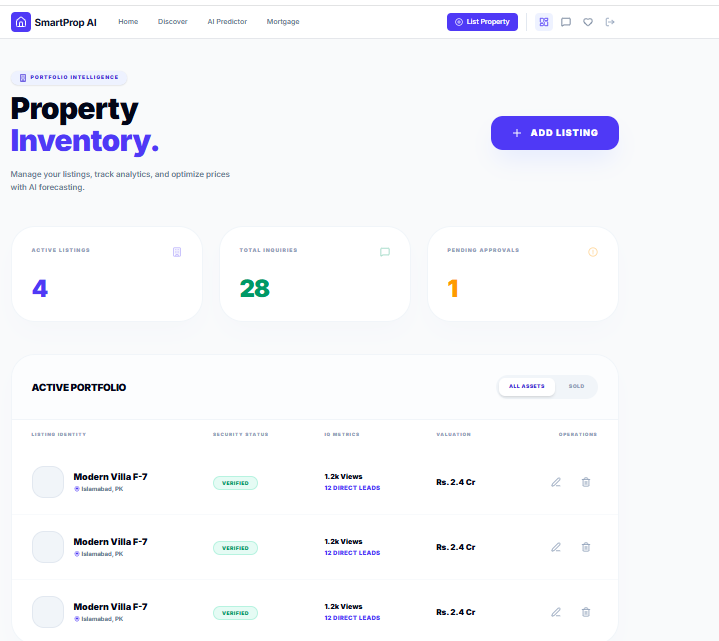 SmartProp AI Home Discover AI Predictor Mortgage List Property
PORTFOLIO INTELLIGENCE
Property
Inventory.
ADD LISTING
Manage your listings, track analytics, and optimize prices
with AI forecasting.
ACTIVE LISTINGS TOTAL INQUIRIES PENDING APPROVALS
4 28 1
ACTIVE PORTFOLIO ALL ASSETS SOLD
LISTING IDENTITY SECURITY STATUS IQ METRICS VALUATION OPERATIONS
Modern Villa F-7 1.2k Views
VERIFIED Rs. 2.4 Cr
Islamabad, PK 12 DIRECT LEADS
Modern Villa F-7 1.2k Views
VERIFIED Rs. 2.4 Cr
Islamabad, PK 12 DIRECT LEADS
Modern Villa F-7 1.2k Views
VERIFIED Rs. 2.4 Cr
Islamabad, PK 12 DIRECT LEADS